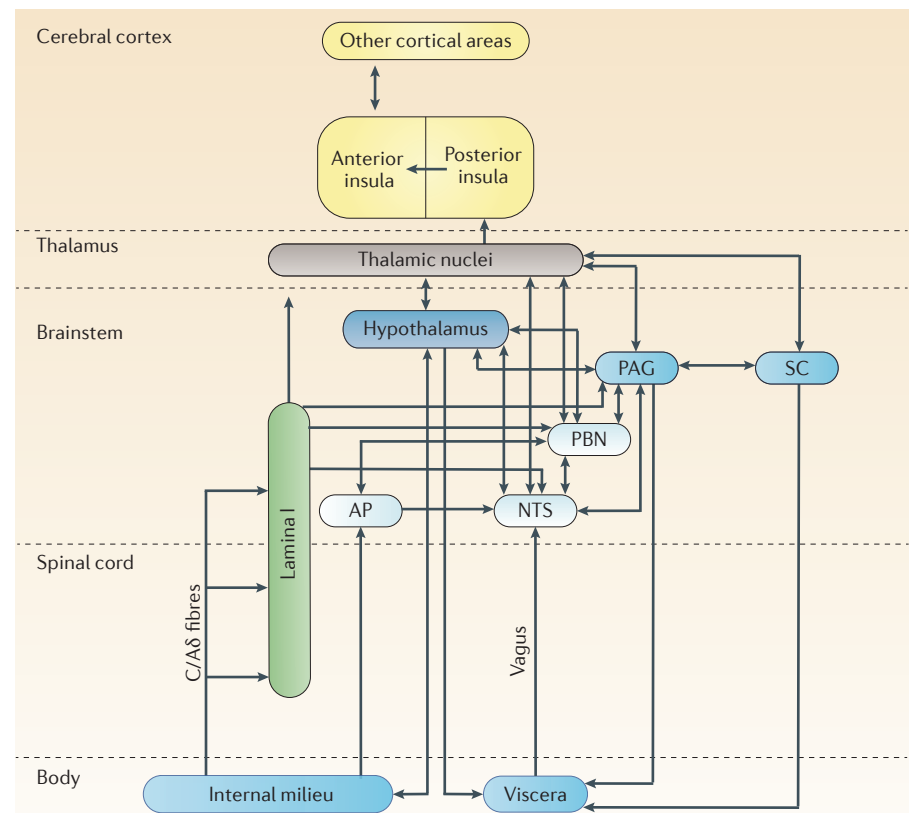 Cerebral cortex
Other cortical areas
Anterior
insula
Posterior
insula
Thalamus
Thalamic nuclei
Brainstem
Hypothalamus
PAG
SC
PBN
AP
NTS
Lamina I
Spinal cord
C/Aδ fibres
Vagus
Body
Internal milieu
Viscera